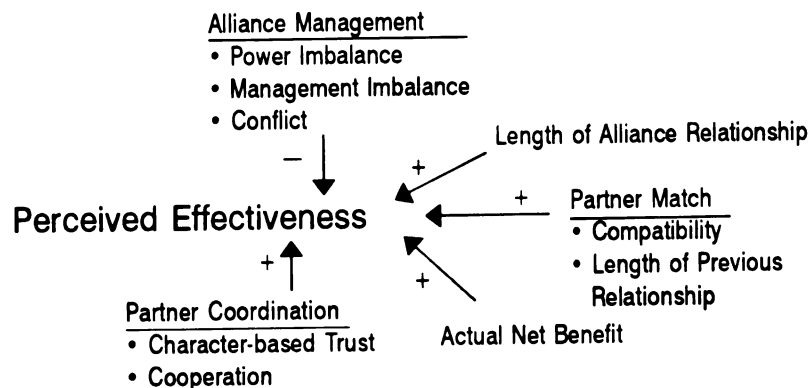 Alliance Management
• Power Imbalance
• Management Imbalance
• Conflict
−
Length of Alliance Relationship
+
Perceived Effectiveness
+
Partner Match
• Compatibility
• Length of Previous
Relationship
+
Partner Coordination
• Character-based Trust
• Cooperation
+
Actual Net Benefit